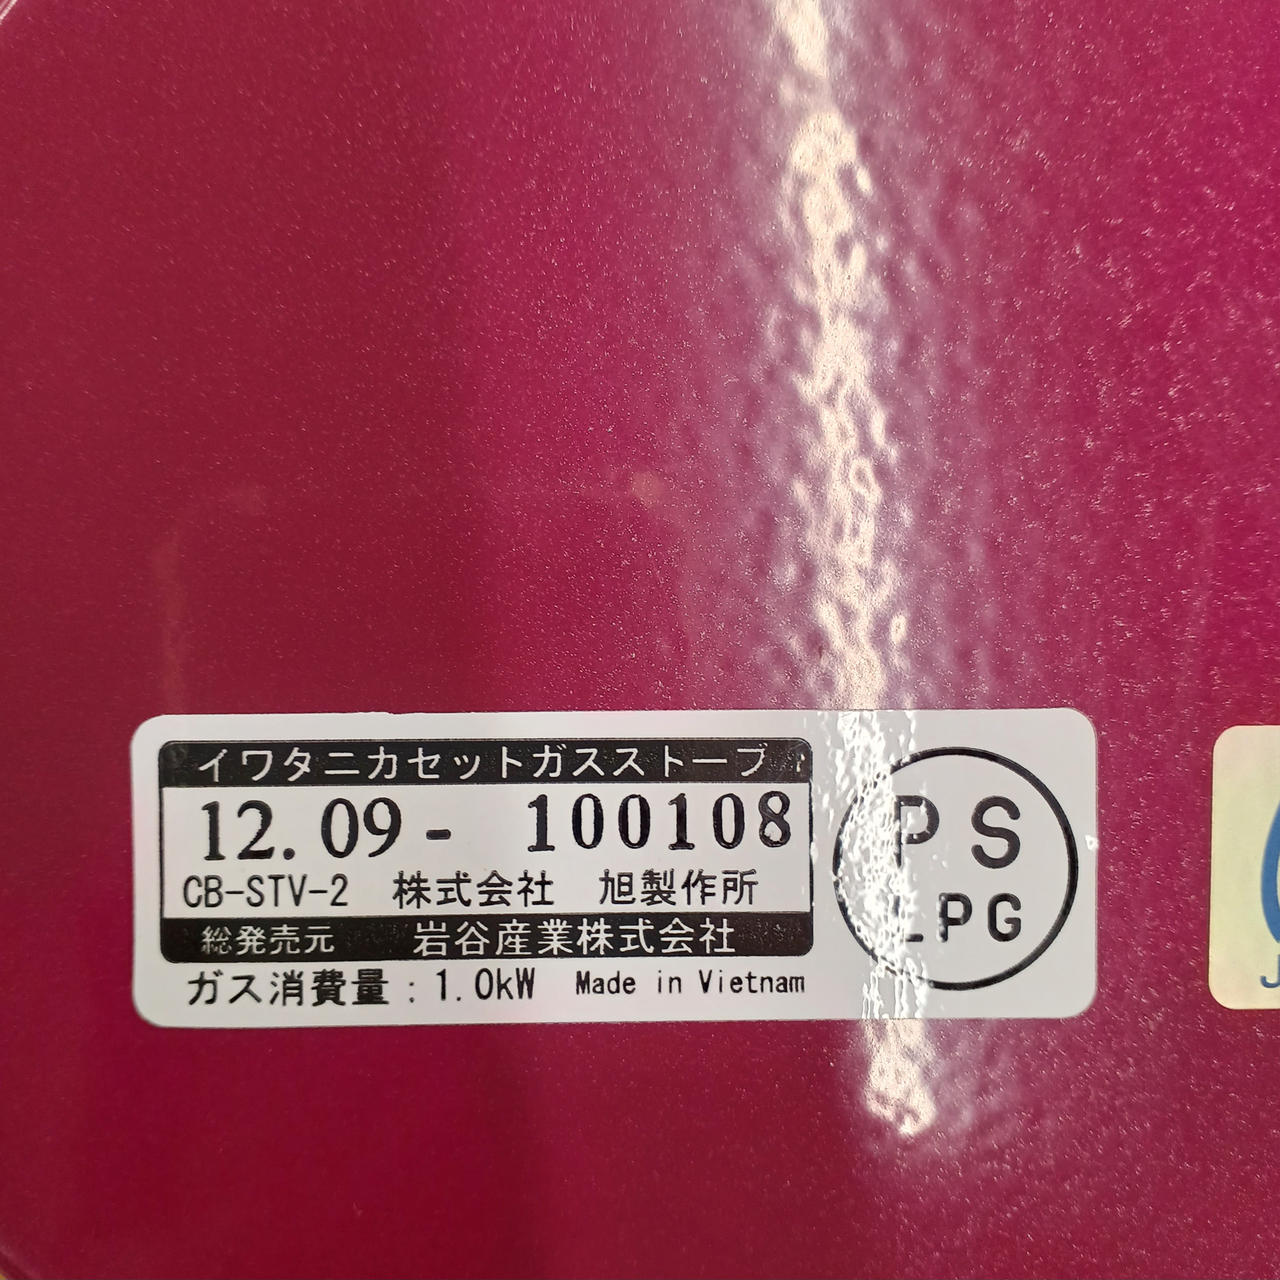 イワタニカセットガスストーブ
12.09- 100108
CB-STV-2 株式会社 旭製作所
総発売元 岩谷産業株式会社
ガス消費量：1.0kW Made in Vietnam
PS
LPG
J